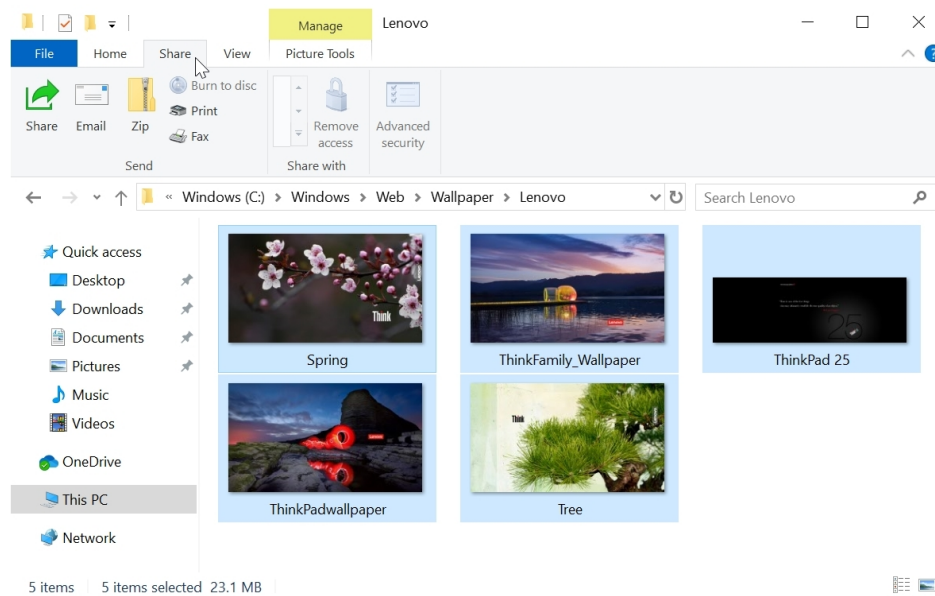 Manage
Lenovo
File
Home
Share
View
Picture Tools
Share
Email
Zip
Burn to disc
Print
Fax
Remove access
Advanced security
Send
Share with
« Windows (C:) > Windows > Web > Wallpaper > Lenovo
Search Lenovo
Quick access
Desktop
Downloads
Documents
Pictures
Music
Videos
OneDrive
This PC
Network
Think
Spring
Lenovo
ThinkFamily_Wallpaper
25
ThinkPad 25
Lenovo
ThinkPadwallpaper
Think
Tree
5 items
5 items selected 23.1 MB